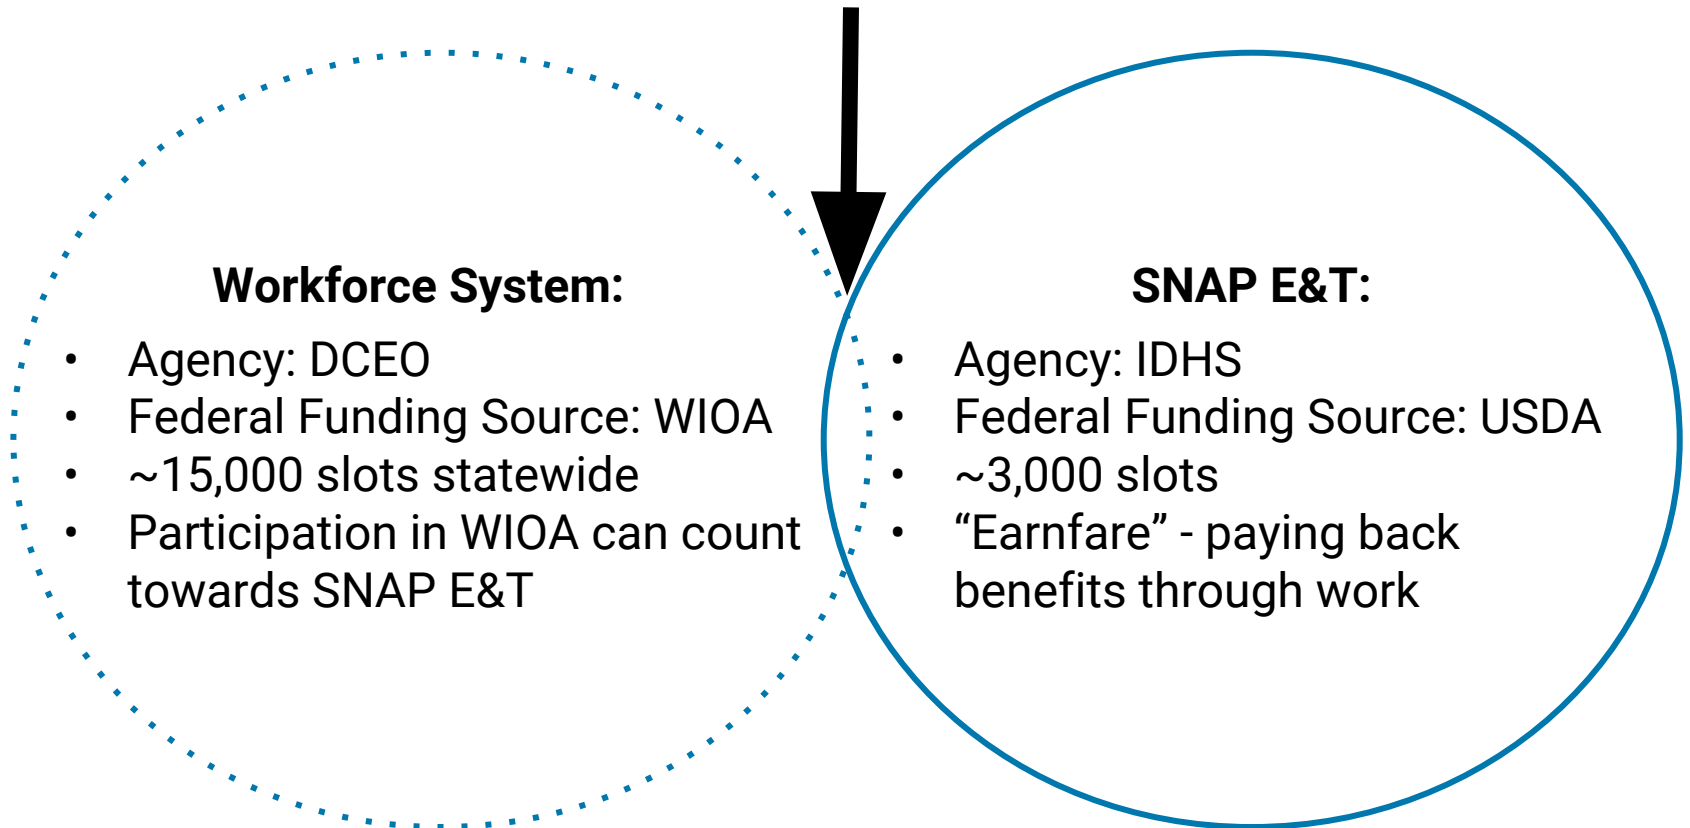 Workforce System:
• Agency: DCEO
• Federal Funding Source: WIOA
• ~15,000 slots statewide
• Participation in WIOA can count
towards SNAP E&T
SNAP E&T:
• Agency: IDHS
• Federal Funding Source: USDA
• ~3,000 slots
• “Earnfare” - paying back
benefits through work